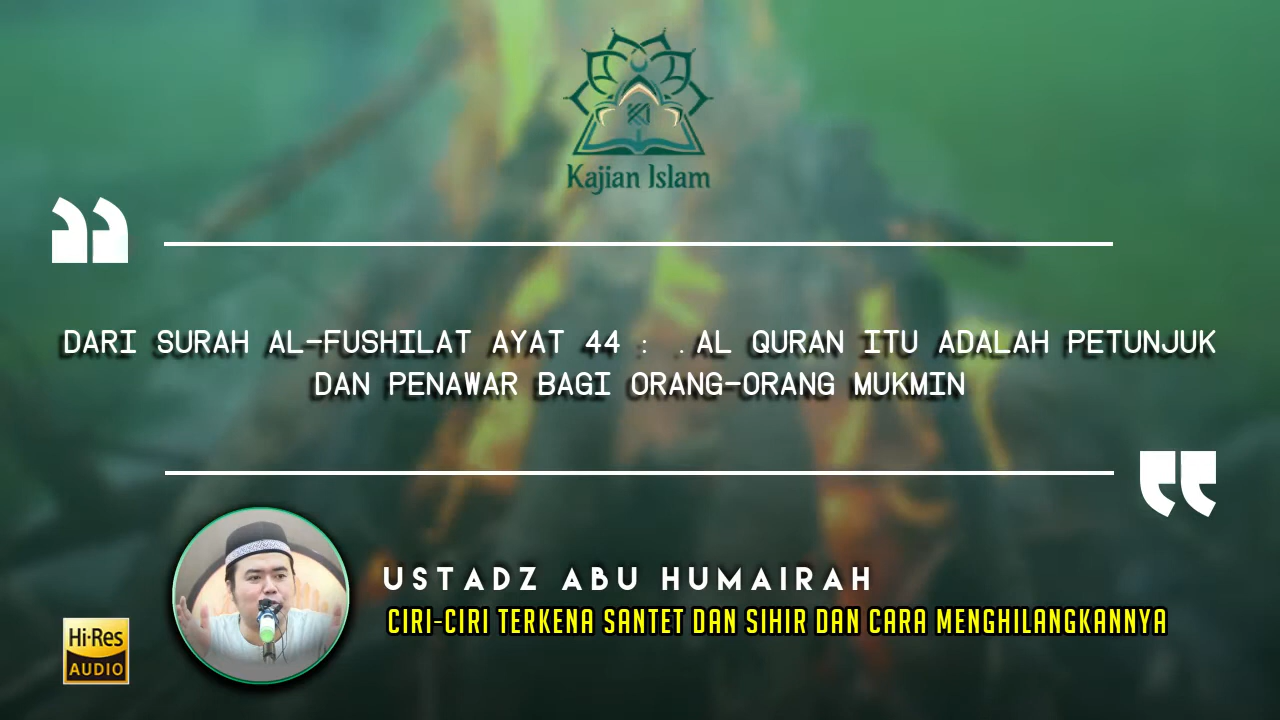 Kajian Islam
DARI SURAH AL-FUSHILAT AYAT 44 : .AL QURAN ITU ADALAH PETUNJUK
DAN PENAWAR BAGI ORANG-ORANG MUKMIN
USTADZ ABU HUMAIRAH
CIRI-CIRI TERKENA SANTET DAN SIHIR DAN CARA MENGHILANGKANNYA
Hi-Res
AUDIO